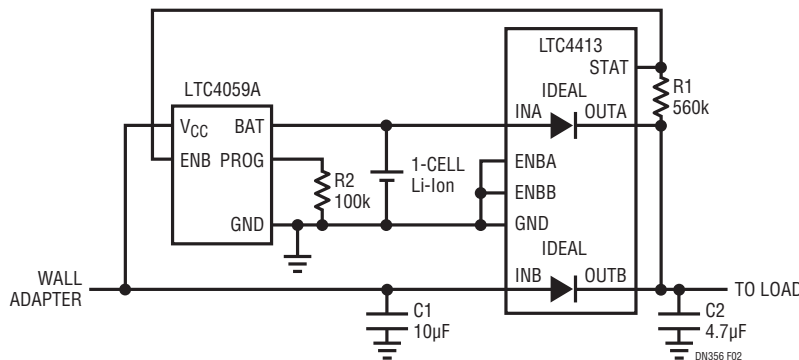 LTC4413
STAT
LTC4059A
IDEAL
R1
560k
VCC BAT
INA OUTA
ENB PROG
ENBA
1-CELL
Li-Ion
R2
100k
ENBB
GND
GND
IDEAL
WALL
ADAPTER
INB OUTB
TO LOAD
C1
10µF
C2
4.7µF
DN356 F02